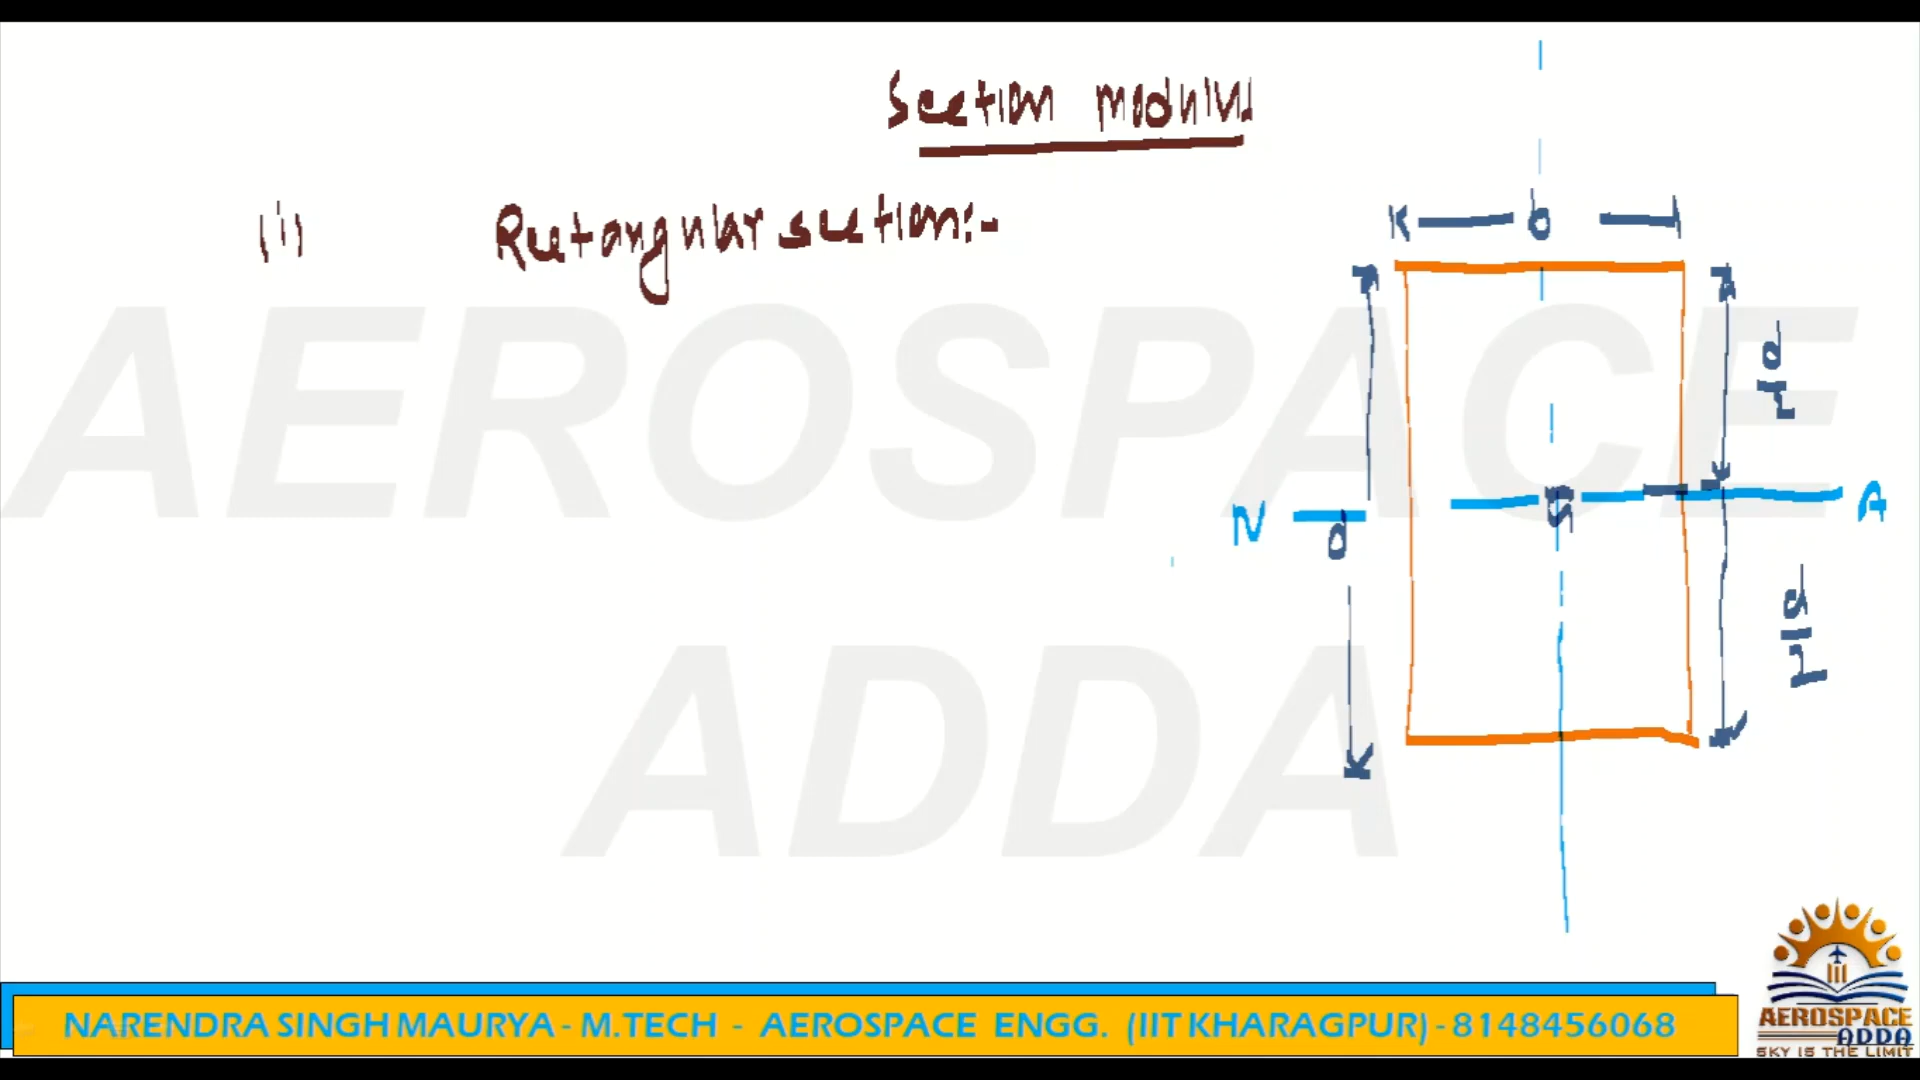 Section modulus
(i) Rectangular section:-
b
d
2
N
d
G
A
d
2
AEROSPACE
ADDA
NARENDRA SINGH MAURYA - M.TECH - AEROSPACE ENGG. (IIT KHARAGPUR) - 8148456068
AEROSPACE
ADDA
SKY IS THE LIMIT